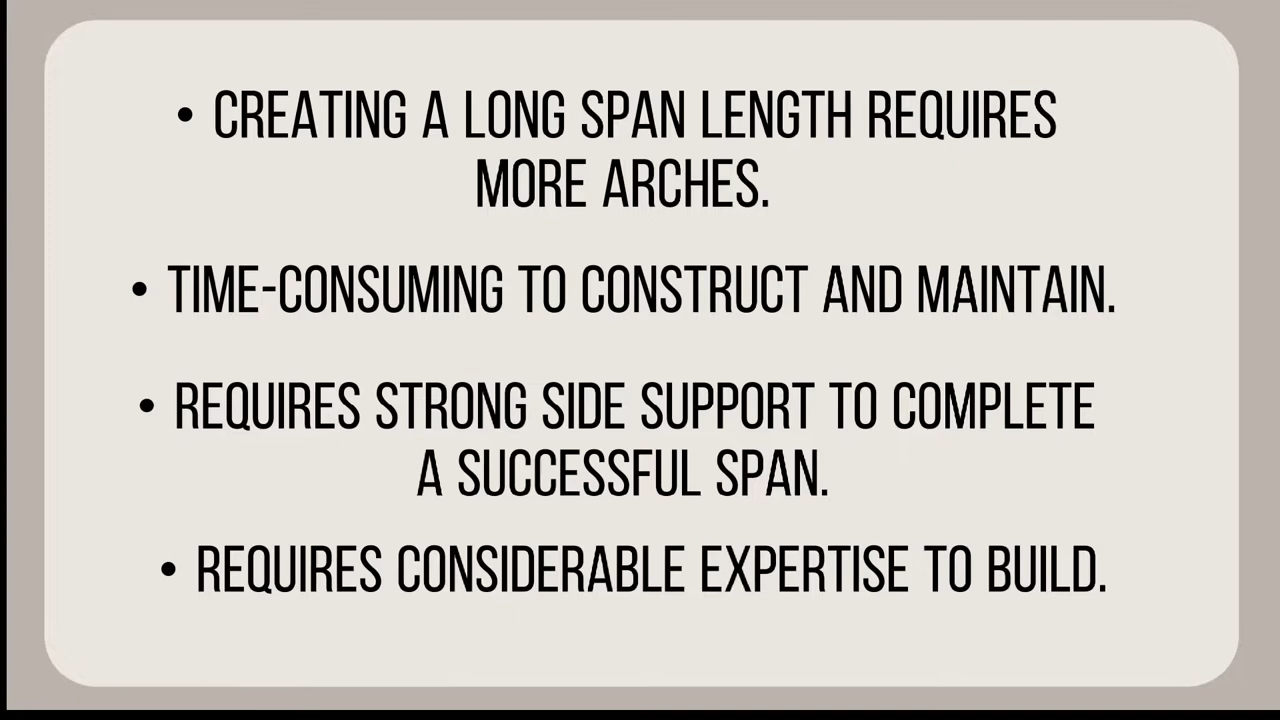 • CREATING A LONG SPAN LENGTH REQUIRES
MORE ARCHES.
• TIME-CONSUMING TO CONSTRUCT AND MAINTAIN.
• REQUIRES STRONG SIDE SUPPORT TO COMPLETE
A SUCCESSFUL SPAN.
• REQUIRES CONSIDERABLE EXPERTISE TO BUILD.